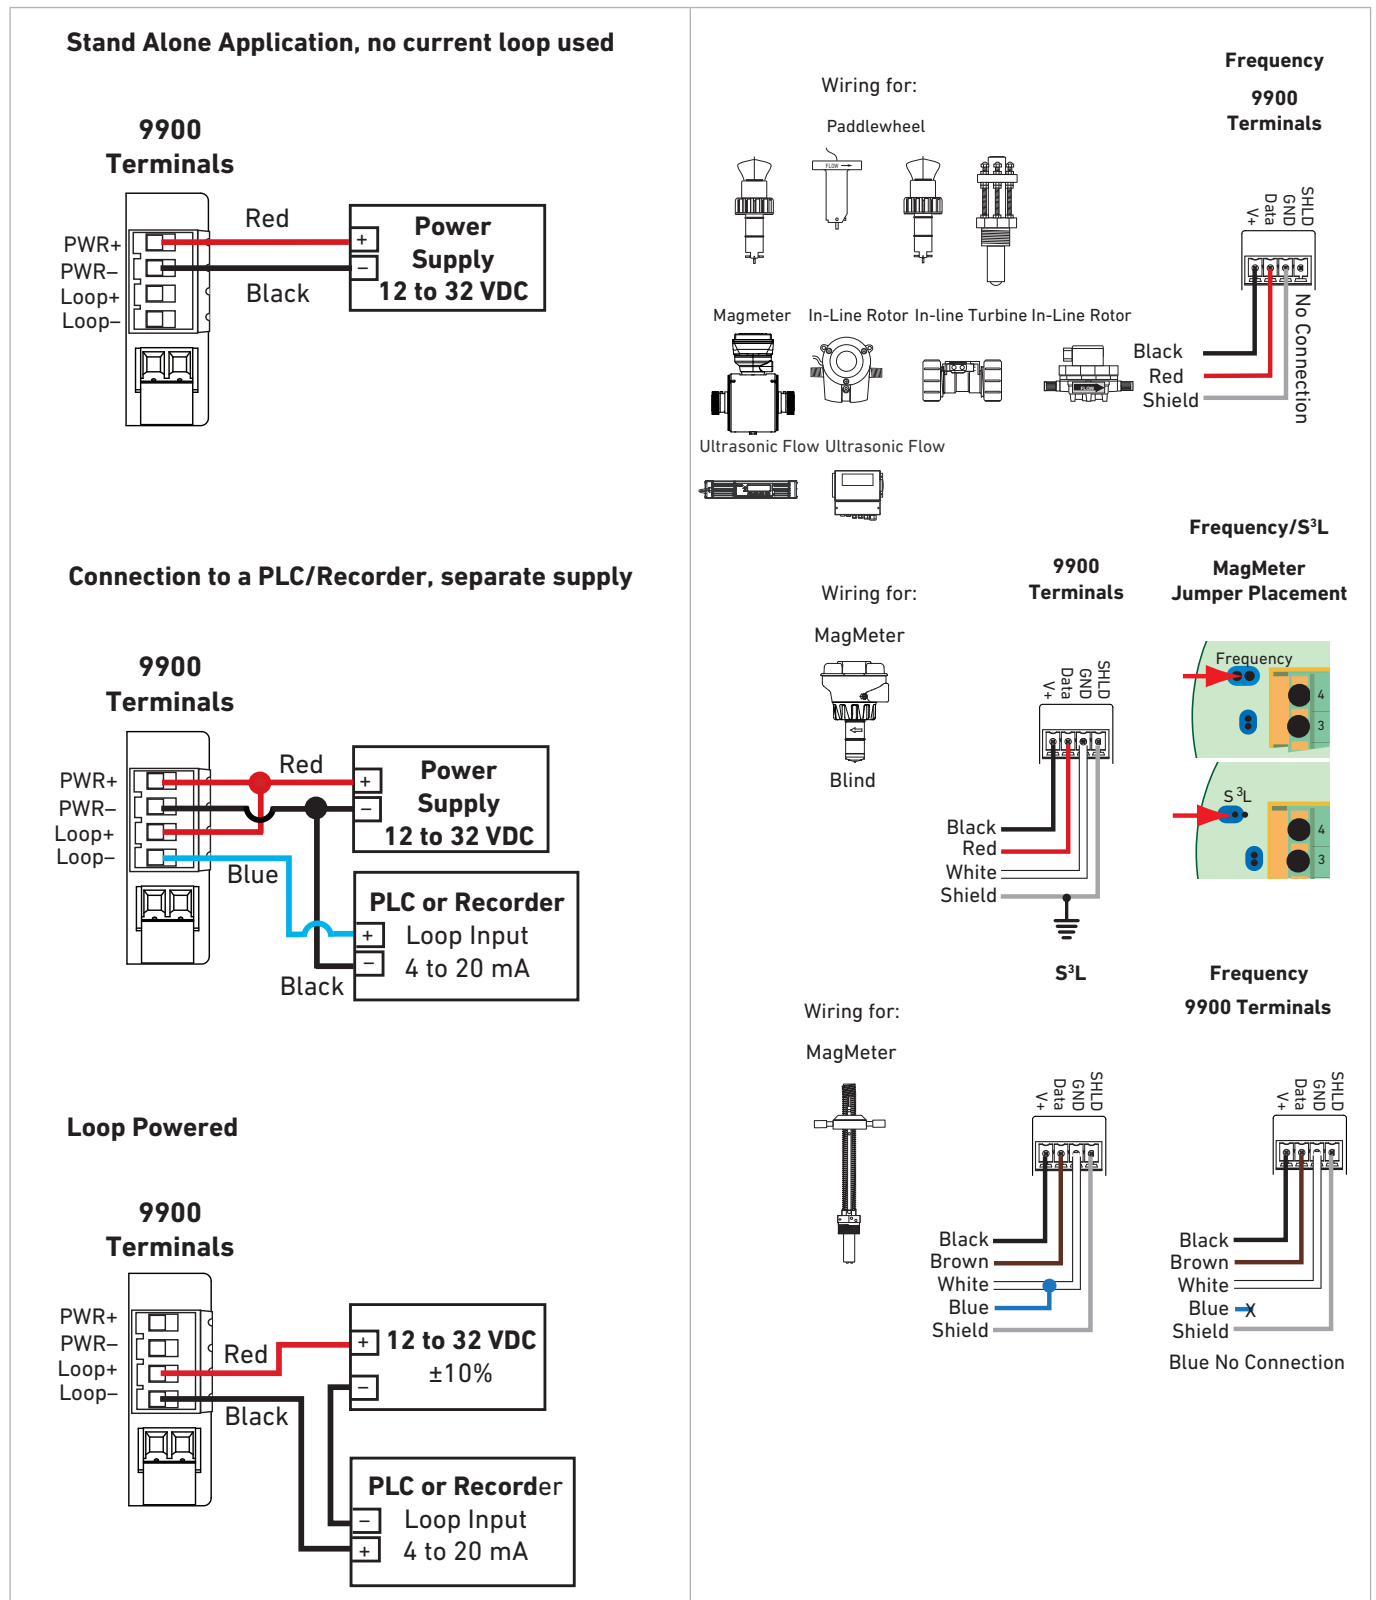 Stand Alone Application, no current loop used
9900
Terminals
PWR+
PWR–
Loop+
Loop–
Red
Black
+
–
Power
Supply
12 to 32 VDC
Connection to a PLC/Recorder, separate supply
9900
Terminals
PWR+
PWR–
Loop+
Loop–
Red
Blue
Black
+
–
Power
Supply
12 to 32 VDC
PLC or Recorder
+
Loop Input
–
4 to 20 mA
Loop Powered
9900
Terminals
PWR+
PWR–
Loop+
Loop–
Red
Black
+
12 to 32 VDC
–
±10%
PLC or Recorder
–
Loop Input
+
4 to 20 mA
Frequency
Wiring for:
9900
Terminals
Paddlewheel
FLOW →
V+
Data
GND
SHLD
No Connection
Black
Red
Shield
Magmeter
In-Line Rotor
In-line Turbine
In-Line Rotor
FLOW
Ultrasonic Flow
Ultrasonic Flow
Frequency/S³L
Wiring for:
9900
Terminals
MagMeter
Jumper Placement
MagMeter
Blind
V+
Data
GND
SHLD
Black
Red
White
Shield
Frequency
4
3
S³L
4
3
S³L
Frequency
Wiring for:
9900 Terminals
MagMeter
V+
Data
GND
SHLD
Black
Brown
White
Blue
Shield
V+
Data
GND
SHLD
Black
Brown
White
Blue
X
Shield
Blue No Connection